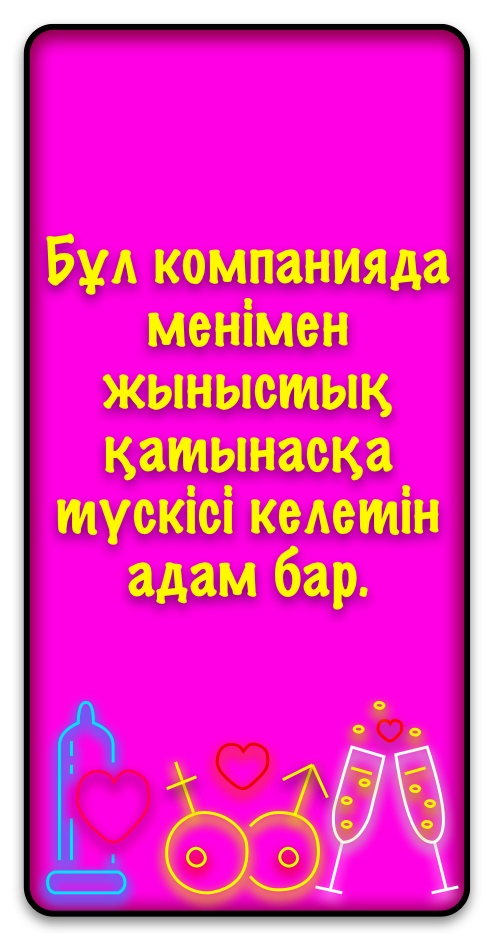 Бұл компанияда
менімен
жыныстық
қатынасқа
түскісі келетін
адам бар.